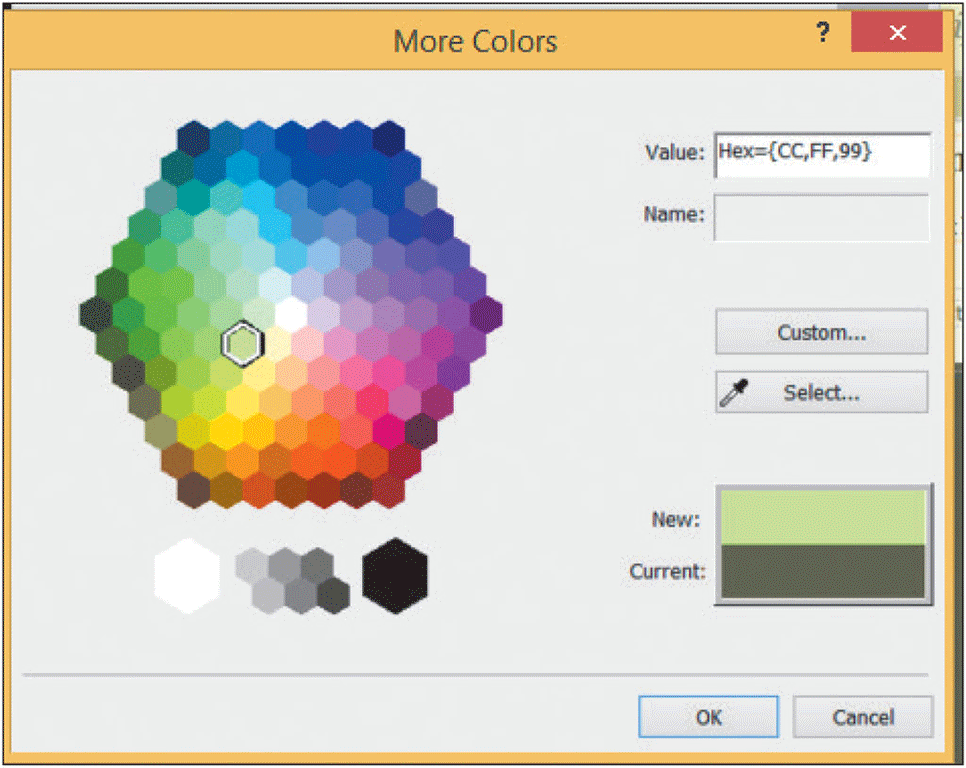 More Colors
?
Value: Hex={CC,FF,99}
Name:
Custom...
Select...
New:
Current:
OK
Cancel